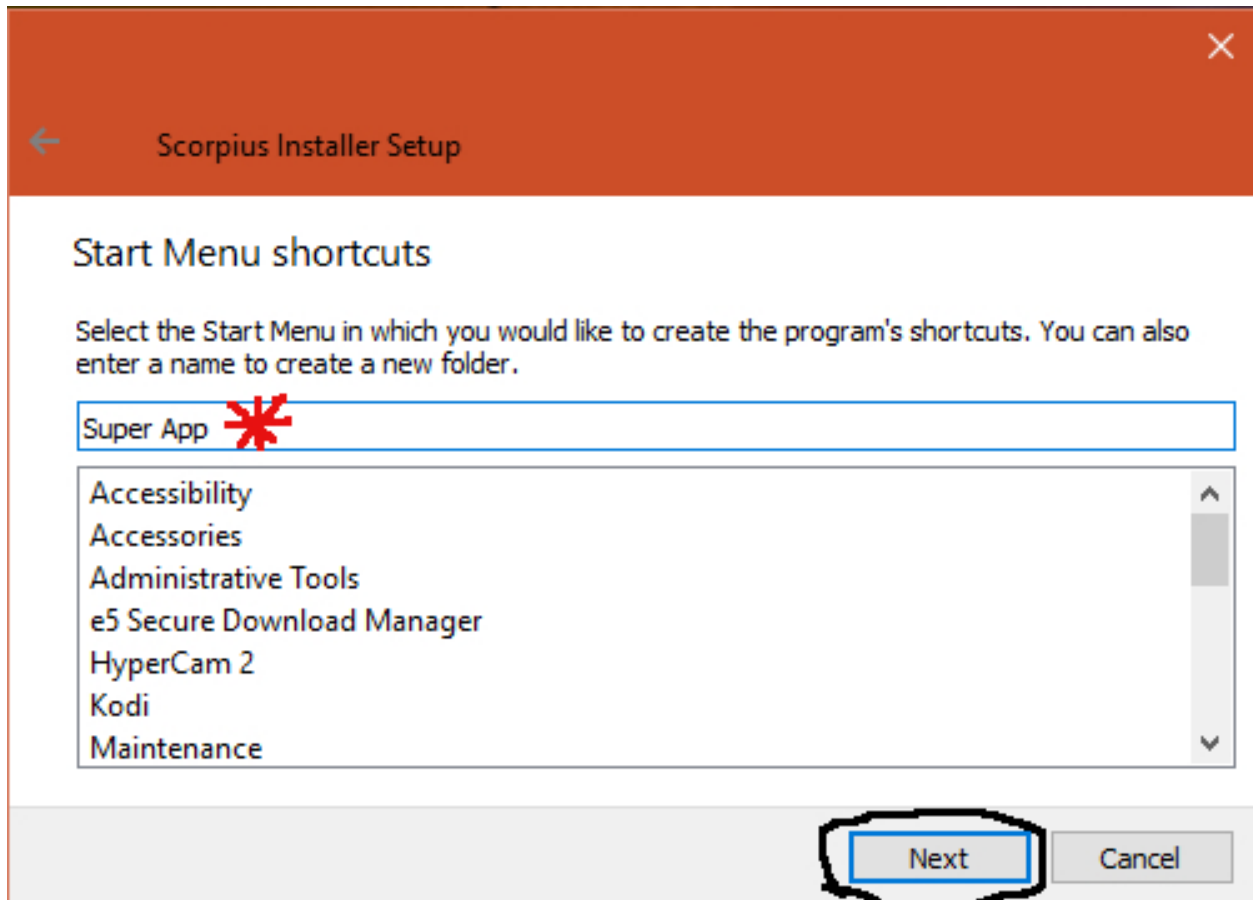 Scorpius Installer Setup
Start Menu shortcuts
Select the Start Menu in which you would like to create the program's shortcuts. You can also
enter a name to create a new folder.
Super App
Accessibility
Accessories
Administrative Tools
e5 Secure Download Manager
HyperCam 2
Kodi
Maintenance
Next
Cancel